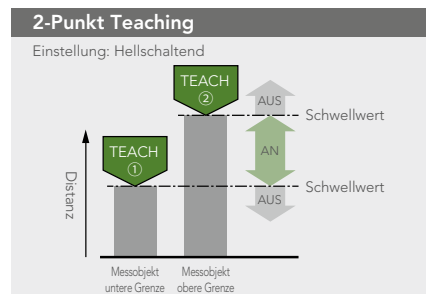 2-Punkt Teaching
Einstellung: Hellschaltend
TEACH
②
AUS
Schwellwert
TEACH
①
AN
Schwellwert
AUS
Distanz
Messobjekt
untere Grenze
Messobjekt
obere Grenze